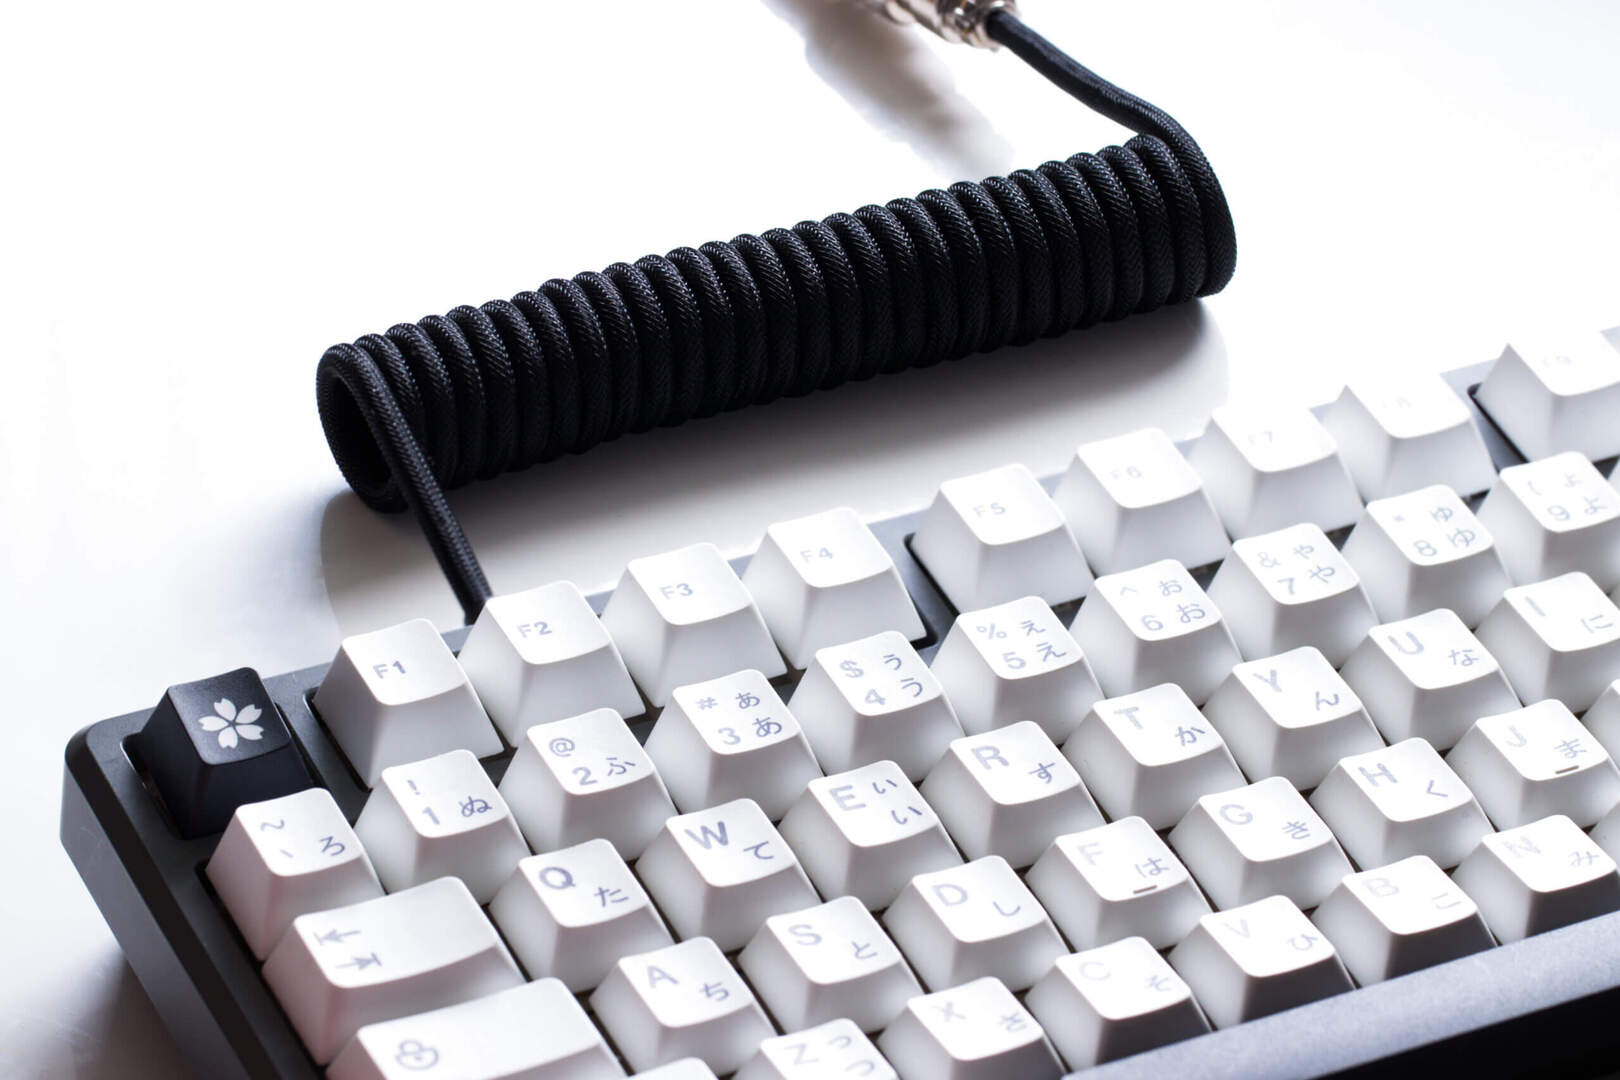 F1 F2 F3 F4 F5 F6 F7 F8 F9
~ ろ
! 1 ぬ
@ 2 ふ
# あ 3 あ
$ う 4 う
% え 5 え
^ お 6 お
& や 7 や
* ゆ 8 ゆ
( よ 9 よ
Q た
W て
E い い
R す
T か
Y ん
U な
I に
A ち
S と
D し
F は
G き
H く
J ま
Z つ っ
X さ
C そ
V ひ
B こ
N み